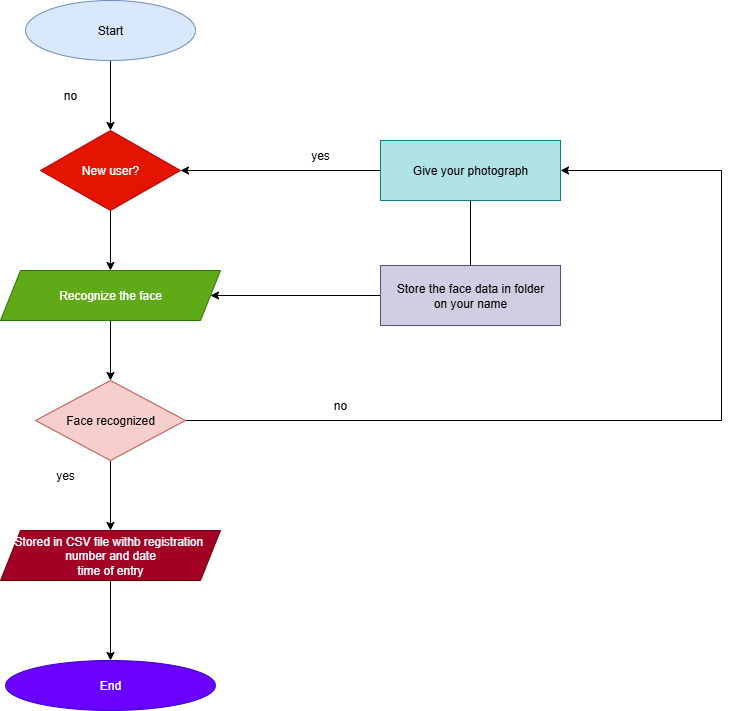 Start
no
New user?
yes
Give your photograph
Recognize the face
Store the face data in folder
on your name
Face recognized
no
yes
Stored in CSV file withb registration
number and date
time of entry
End